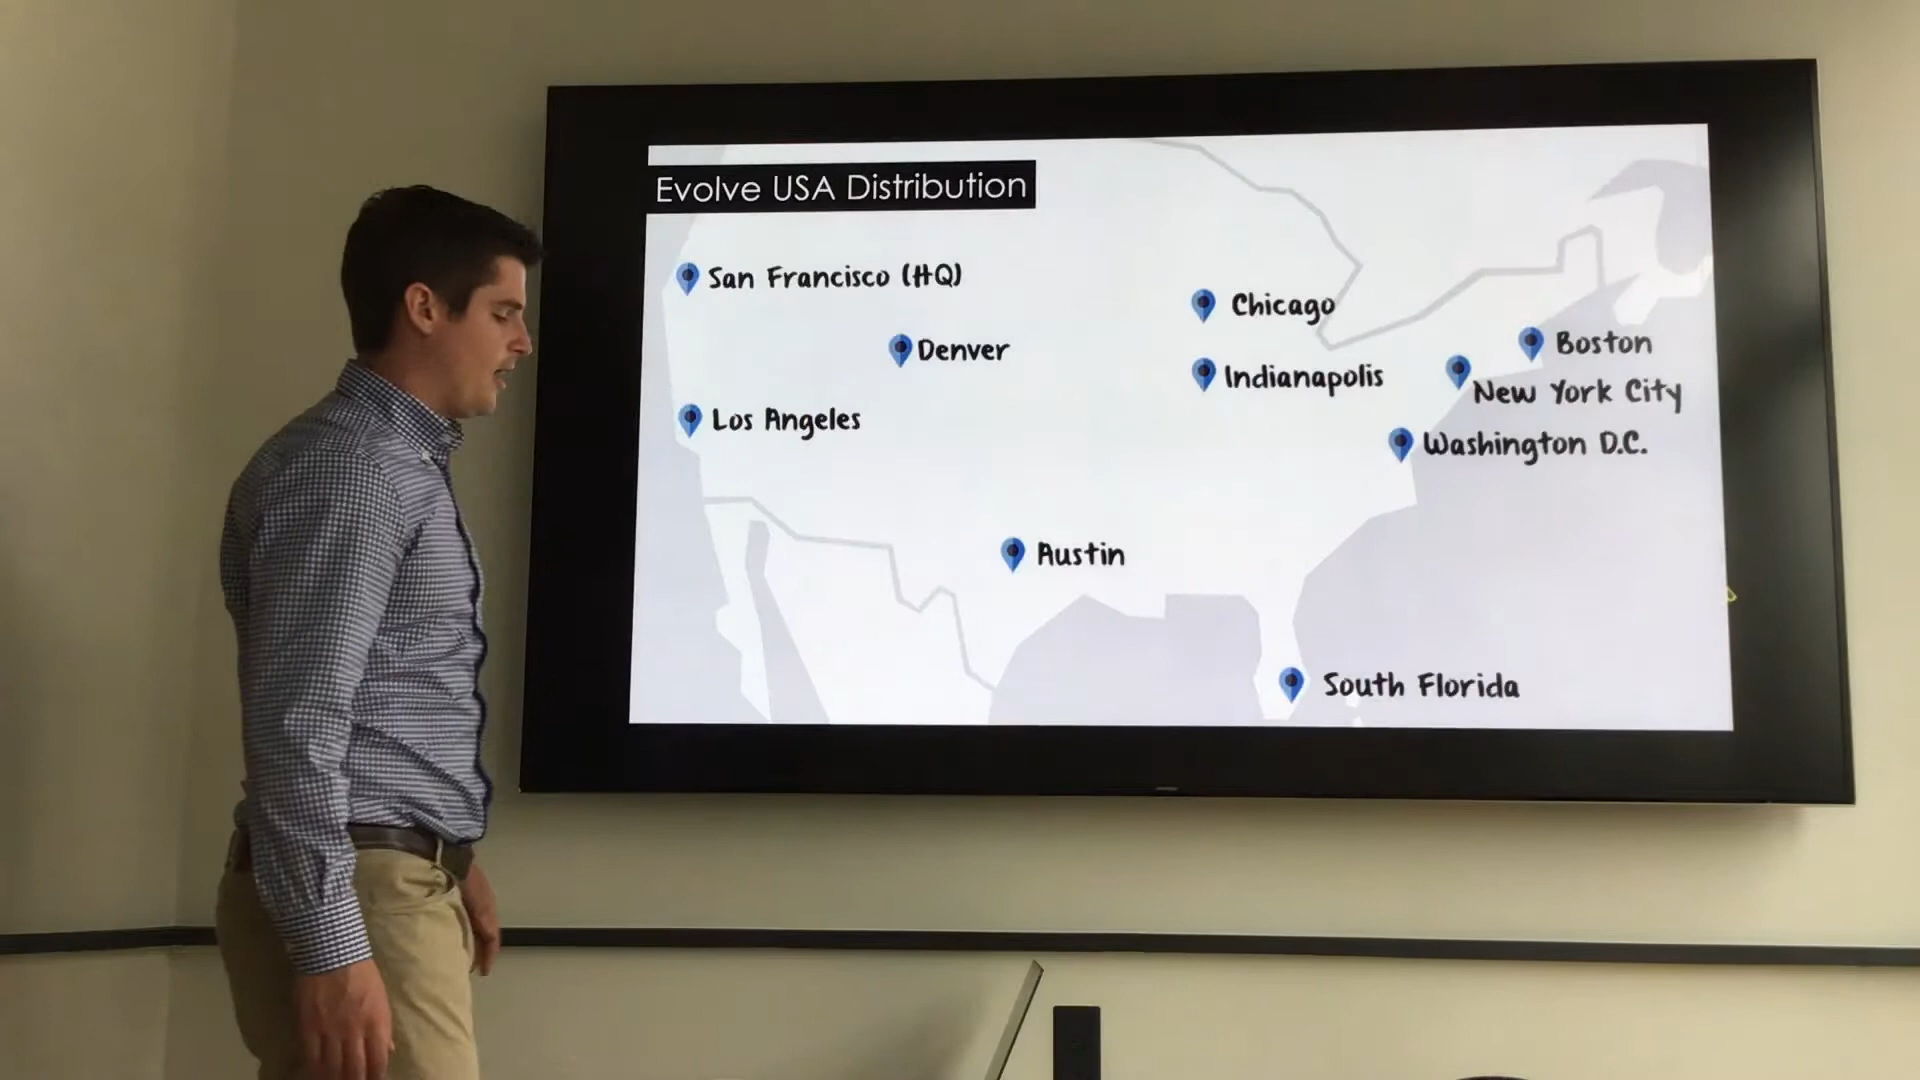 Evolve USA Distribution
San Francisco (HQ)
Chicago
Denver
Boston
Indianapolis
New York City
Los Angeles
Washington D.C.
Austin
South Florida